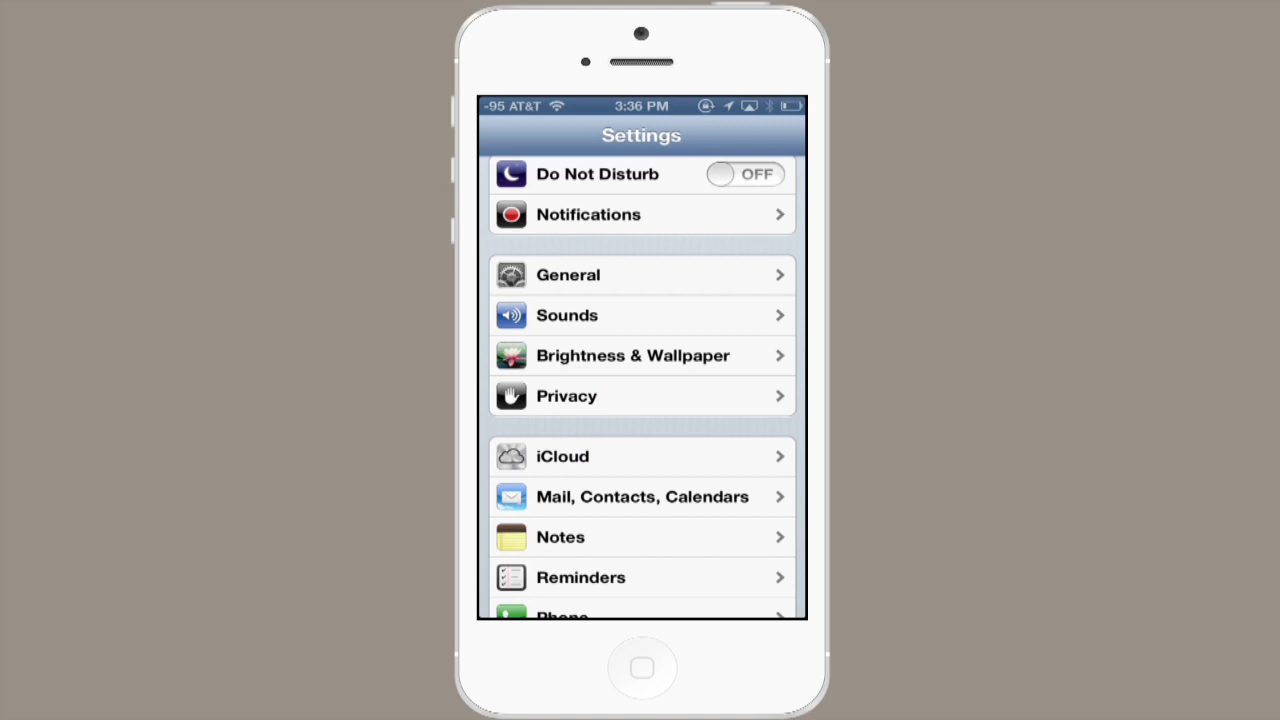 -95 AT&T 3:36 PM
Settings
Do Not Disturb OFF
Notifications
General
Sounds
Brightness & Wallpaper
Privacy
iCloud
Mail, Contacts, Calendars
Notes
Reminders
Phone